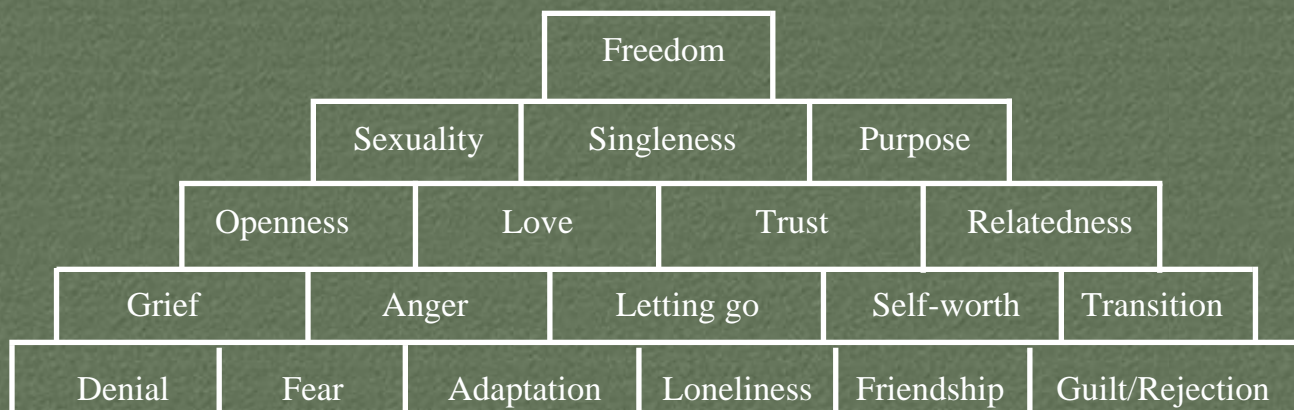 Freedom
Sexuality Singleness Purpose
Openness Love Trust Relatedness
Grief Anger Letting go Self-worth Transition
Denial Fear Adaptation Loneliness Friendship Guilt/Rejection